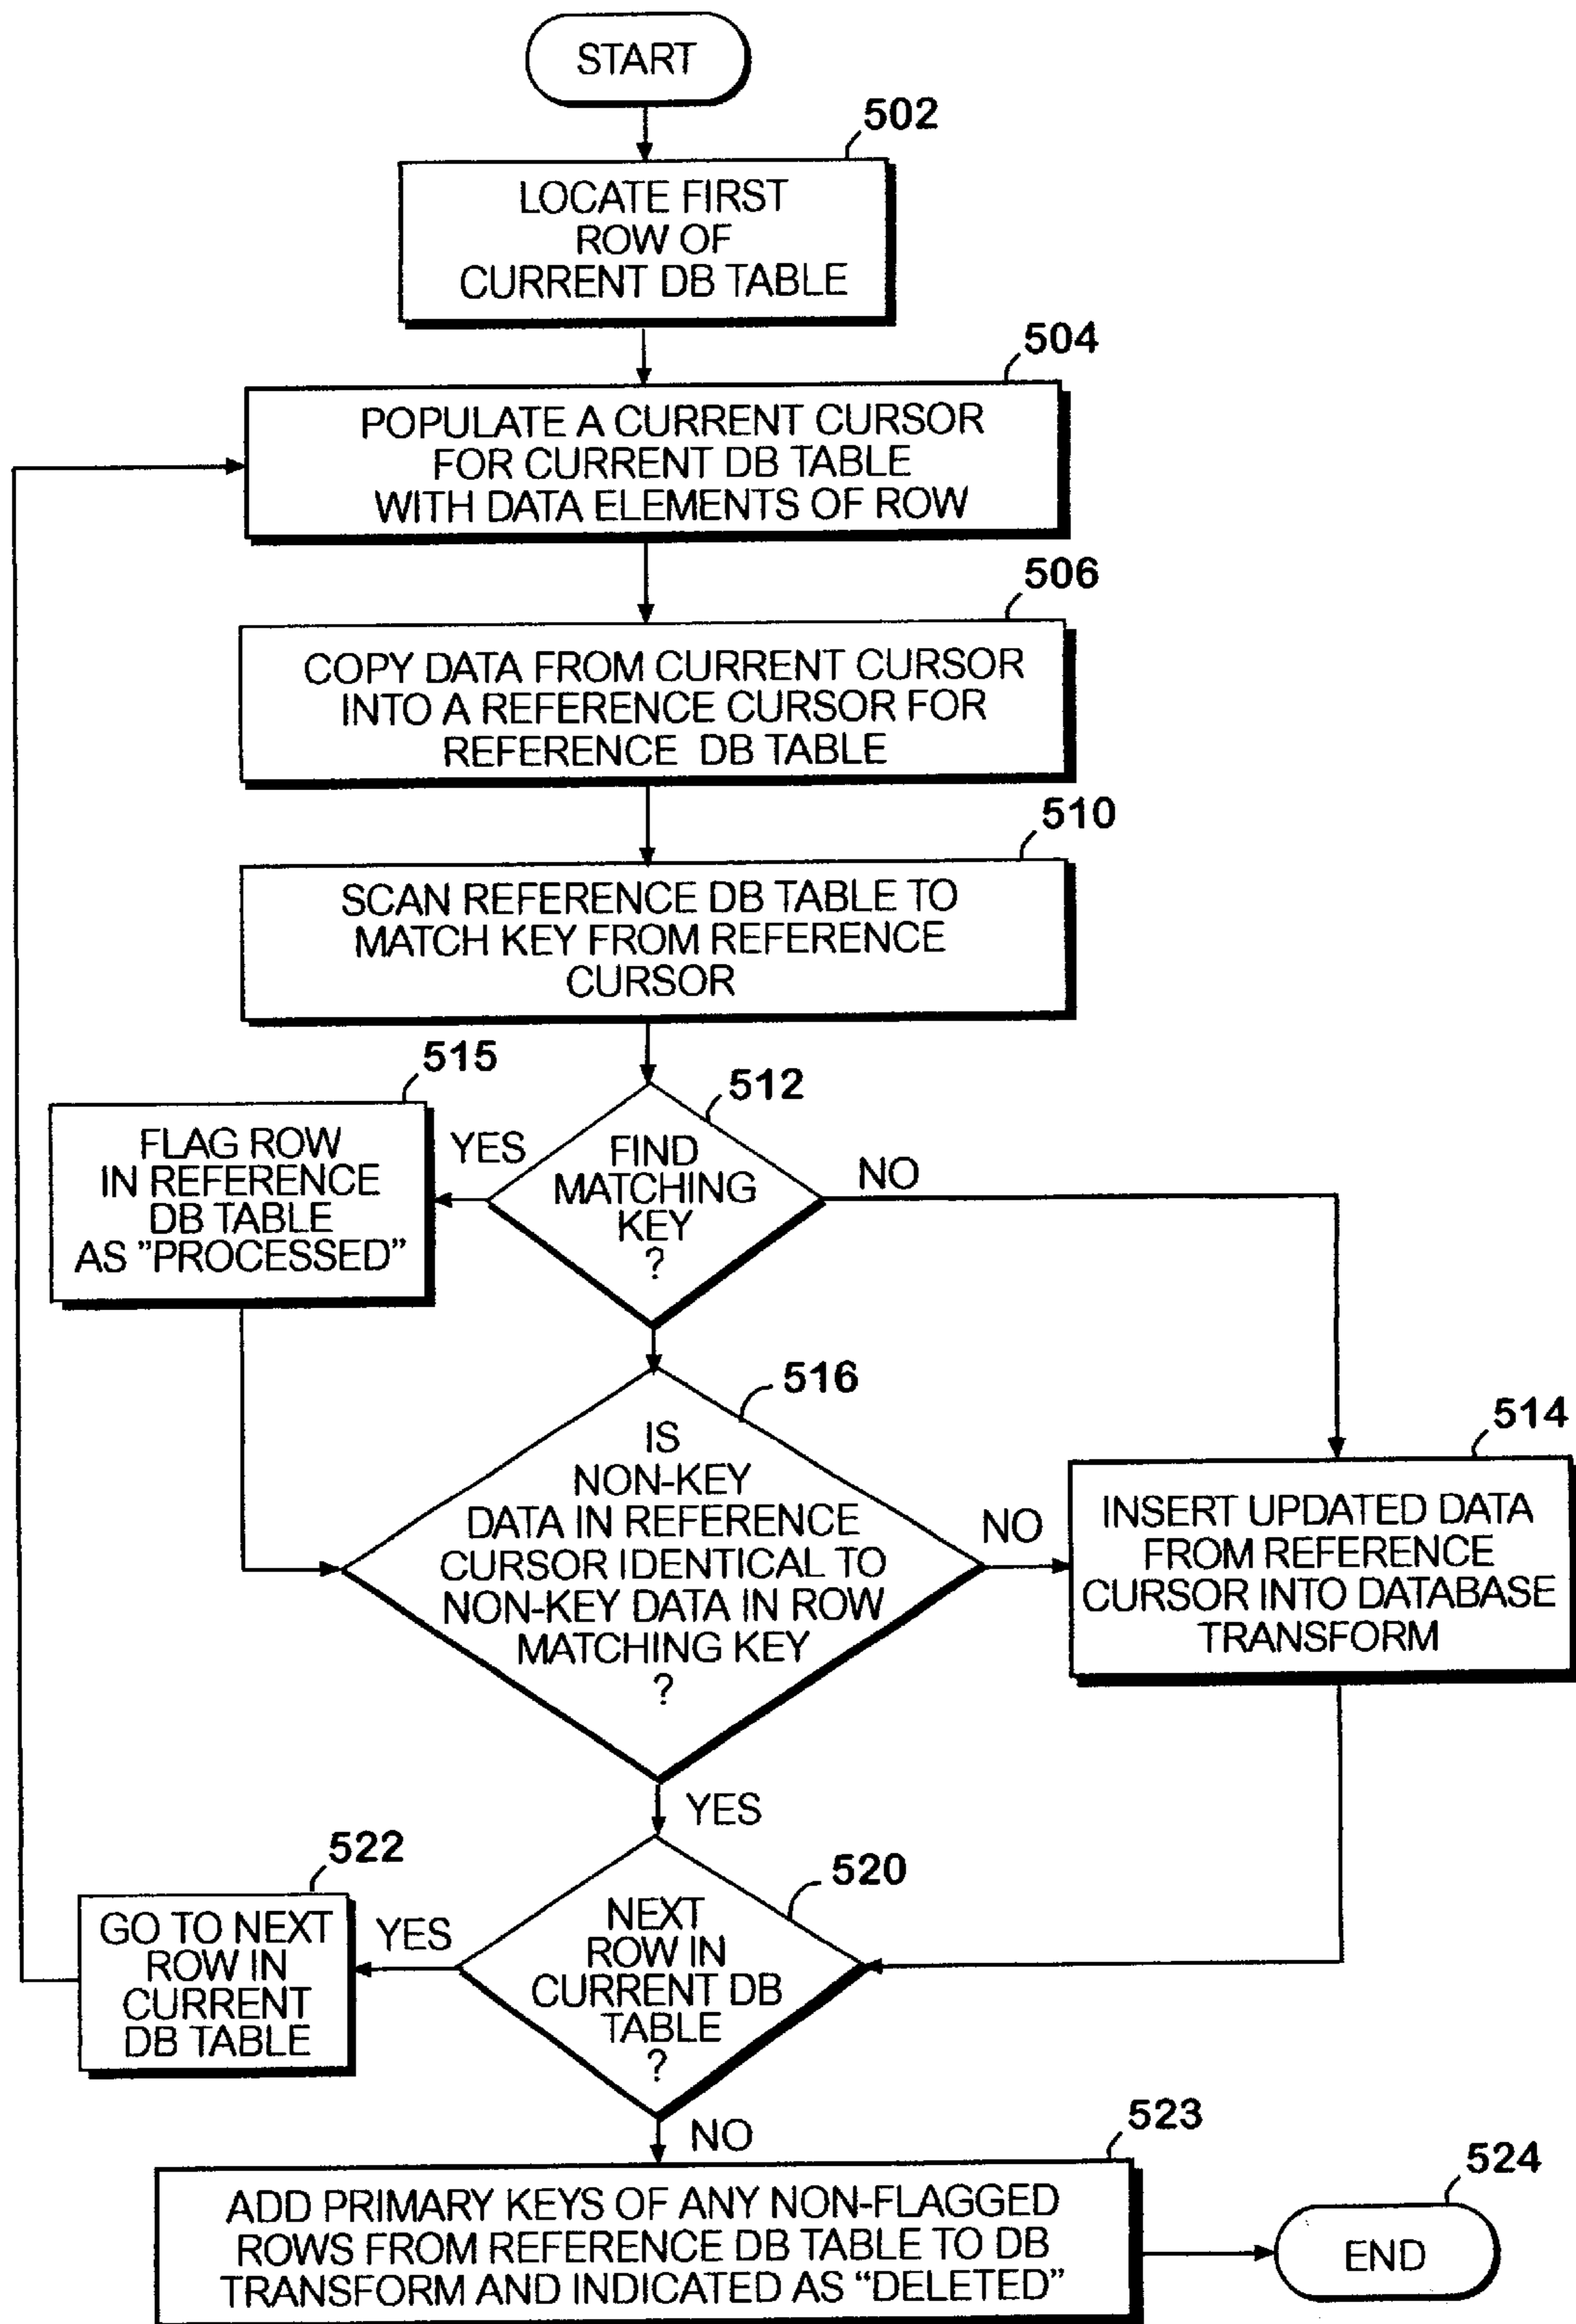 START
502
LOCATE FIRST
ROW OF
CURRENT DB TABLE
504
POPULATE A CURRENT CURSOR
FOR CURRENT DB TABLE
WITH DATA ELEMENTS OF ROW
506
COPY DATA FROM CURRENT CURSOR
INTO A REFERENCE CURSOR FOR
REFERENCE DB TABLE
510
SCAN REFERENCE DB TABLE TO
MATCH KEY FROM REFERENCE
CURSOR
515
FLAG ROW
IN REFERENCE
DB TABLE
AS "PROCESSED"
YES
512
FIND
MATCHING
KEY
?
NO
516
IS
NON-KEY
DATA IN REFERENCE
CURSOR IDENTICAL TO
NON-KEY DATA IN ROW
MATCHING KEY
?
NO
514
INSERT UPDATED DATA
FROM REFERENCE
CURSOR INTO DATABASE
TRANSFORM
YES
522
GO TO NEXT
ROW IN
CURRENT
DB TABLE
YES
520
NEXT
ROW IN
CURRENT DB
TABLE
?
NO
523
ADD PRIMARY KEYS OF ANY NON-FLAGGED
ROWS FROM REFERENCE DB TABLE TO DB
TRANSFORM AND INDICATED AS "DELETED"
524
END